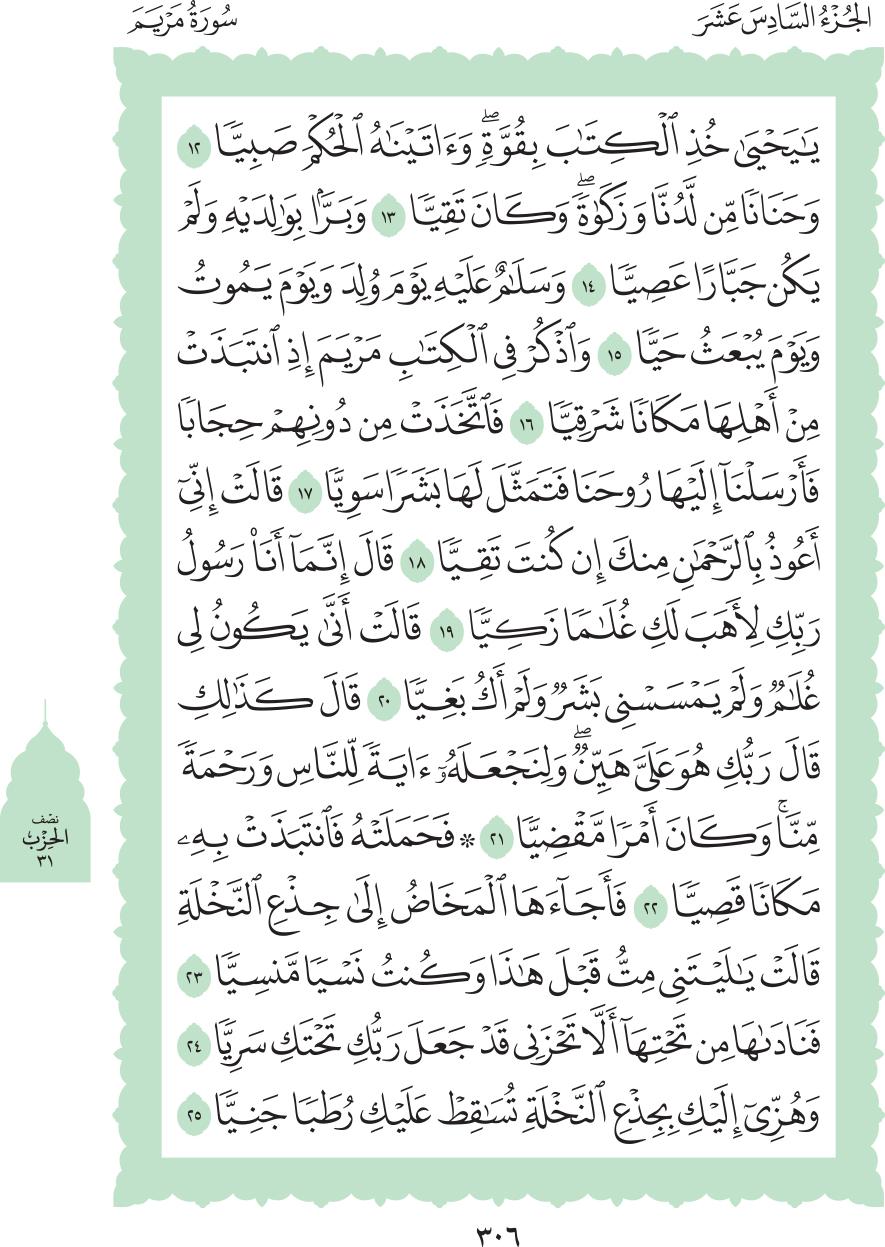 الجُزْءُ السَّادِسَ عَشَرَ
سُورَةُ مَرْيَمَ
يَٰيَحْيَىٰ خُذِ ٱلْكِتَٰبَ بِقُوَّةٖۖ وَءَاتَيْنَٰهُ ٱلْحُكْمَ صَبِيّٗا ١٢
وَحَنَانٗا مِّن لَّدُنَّا وَزَكَوٰةٗۖ وَكَانَ تَقِيّٗا ١٣ وَبَرَّۢا بِوَٰلِدَيْهِ وَلَمْ
يَكُن جَبَّارًا عَصِيّٗا ١٤ وَسَلَٰمٌ عَلَيْهِ يَوْمَ وُلِدَ وَيَوْمَ يَمُوتُ
وَيَوْمَ يُبْعَثُ حَيّٗا ١٥ وَٱذْكُرْ فِي ٱلْكِتَٰبِ مَرْيَمَ إِذِ ٱنتَبَذَتْ
مِنْ أَهْلِهَا مَكَانٗا شَرْقِيّٗا ١٦ فَٱتَّخَذَتْ مِن دُونِهِمْ حِجَابٗا
فَأَرْسَلْنَآ إِلَيْهَا رُوحَنَا فَتَمَثَّلَ لَهَا بَشَرٗا سَوِيّٗا ١٧ قَالَتْ إِنِّيٓ
أَعُوذُ بِٱلرَّحْمَٰنِ مِنكَ إِن كُنتَ تَقِيّٗا ١٨ قَالَ إِنَّمَآ أَنَا۠ رَسُولُ
رَبِّكِ لِأَهَبَ لَكِ غُلَٰمٗا زَكِيّٗا ١٩ قَالَتْ أَنَّىٰ يَكُونُ لِي
غُلَٰمٞ وَلَمْ يَمْسَسْنِي بَشَرٞ وَلَمْ أَكُ بَغِيّٗا ٢٠ قَالَ كَذَٰلِكِ
قَالَ رَبُّكِ هُوَ عَلَيَّ هَيِّنٞۖ وَلِنَجْعَلَهُۥٓ ءَايَةٗ لِّلنَّاسِ وَرَحْمَةٗ
مِّنَّاۚ وَكَانَ أَمْرٗا مَّقْضِيّٗا ٢١ ۞ فَحَمَلَتْهُ فَٱنتَبَذَتْ بِهِۦ
مَكَانٗا قَصِيّٗا ٢٢ فَأَجَآءَهَا ٱلْمَخَاضُ إِلَىٰ جِذْعِ ٱلنَّخْلَةِ
قَالَتْ يَٰلَيْتَنِي مِتُّ قَبْلَ هَٰذَا وَكُنتُ نَسْيٗا مَّنسِيّٗا ٢٣
فَنَادَىٰهَا مِن تَحْتِهَآ أَلَّا تَحْزَنِي قَدْ جَعَلَ رَبُّكِ تَحْتَكِ سَرِيّٗا ٢٤
وَهُزِّيٓ إِلَيْكِ بِجِذْعِ ٱلنَّخْلَةِ تُسَٰقِطْ عَلَيْكِ رُطَبٗا جَنِيّٗا ٢٥
نصف
الحِزْبِ
٣١
٣٠٦